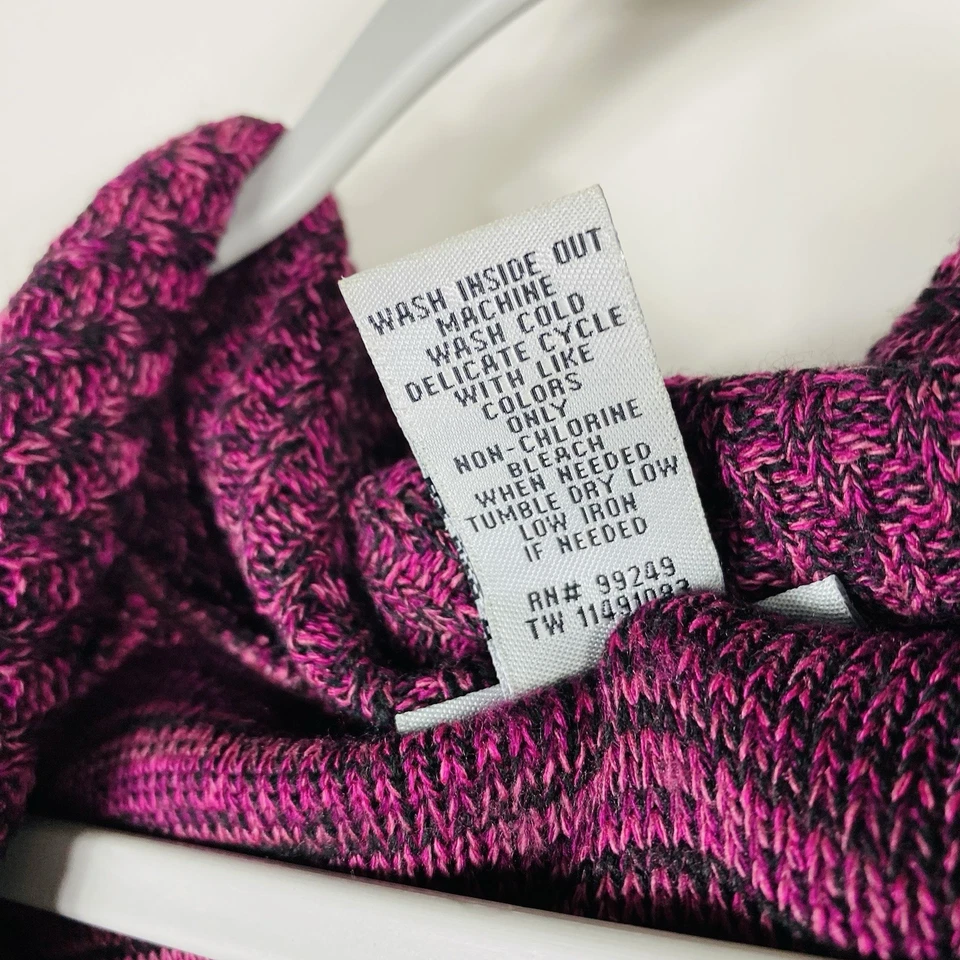 WASH INSIDE OUT
MACHINE
WASH COLD
DELICATE CYCLE
WITH LIKE
COLORS
ONLY
NON-CHLORINE
BLEACH
WHEN NEEDED
TUMBLE DRY LOW
LOW IRON
IF NEEDED
RN# 99249
TW